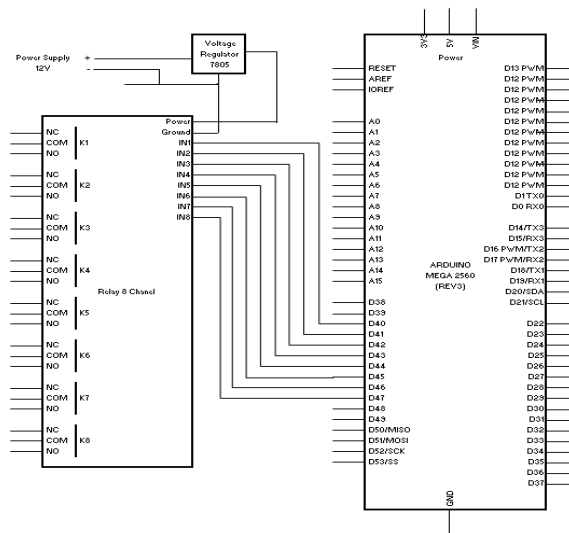 Voltage
Regulator
7805
Power Supply +
12V -
Power
Ground
IN1
IN2
IN3
IN4
IN5
IN6
IN7
IN8
NC
COM K1
NO
NC
COM K2
NO
NC
COM K3
NO
NC
COM K4
NO
Relay 8 Chanel
NC
COM K5
NO
NC
COM K6
NO
NC
COM K7
NO
NC
COM K8
NO
3V3
5V
VIN
Power
RESET
AREF
IOREF
A0
A1
A2
A3
A4
A5
A6
A7
A8
A9
A10
A11
A12
A13
A14
A15
D38
D39
D40
D41
D42
D43
D44
D45
D46
D47
D48
D49
D50/MISO
D51/MOSI
D52/SCK
D53/SS
ARDUINO
MEGA 2560
(REV3)
D13 PWM
D12 PWM
D12 PWM
D12 PWM
D12 PWM
D12 PWM
D12 PWM
D12 PWM
D12 PWM
D12 PWM
D12 PWM
D12 PWM
D1 TX0
D0 RX0
D14/TX3
D15/RX3
D16 PWM/TX2
D17 PWM/RX2
D18/TX1
D19/RX1
D20/SDA
D21/SCL
D22
D23
D24
D25
D26
D27
D28
D29
D30
D31
D32
D33
D34
D35
D36
D37
GND